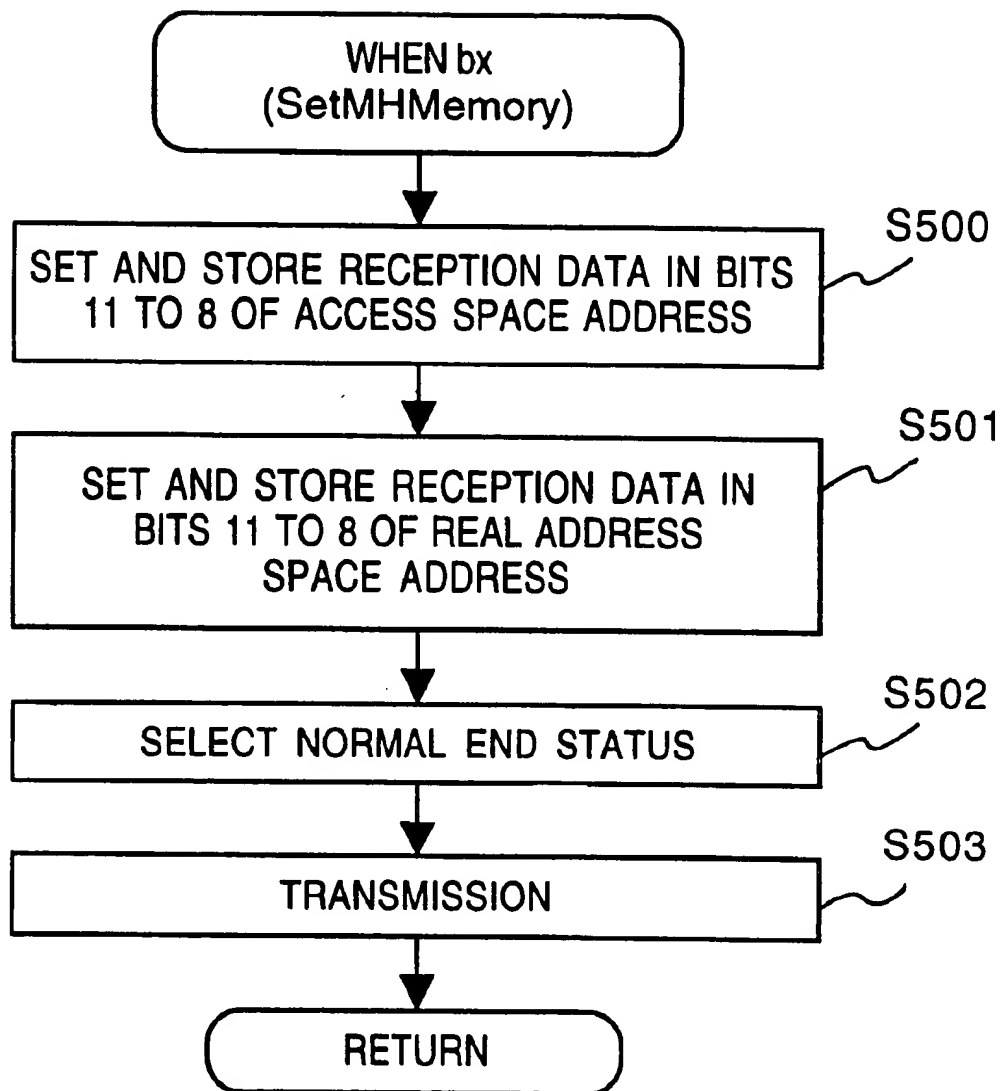 WHEN bx
(SetMHMemory)
S500
SET AND STORE RECEPTION DATA IN BITS
11 TO 8 OF ACCESS SPACE ADDRESS
S501
SET AND STORE RECEPTION DATA IN
BITS 11 TO 8 OF REAL ADDRESS
SPACE ADDRESS
S502
SELECT NORMAL END STATUS
S503
TRANSMISSION
RETURN